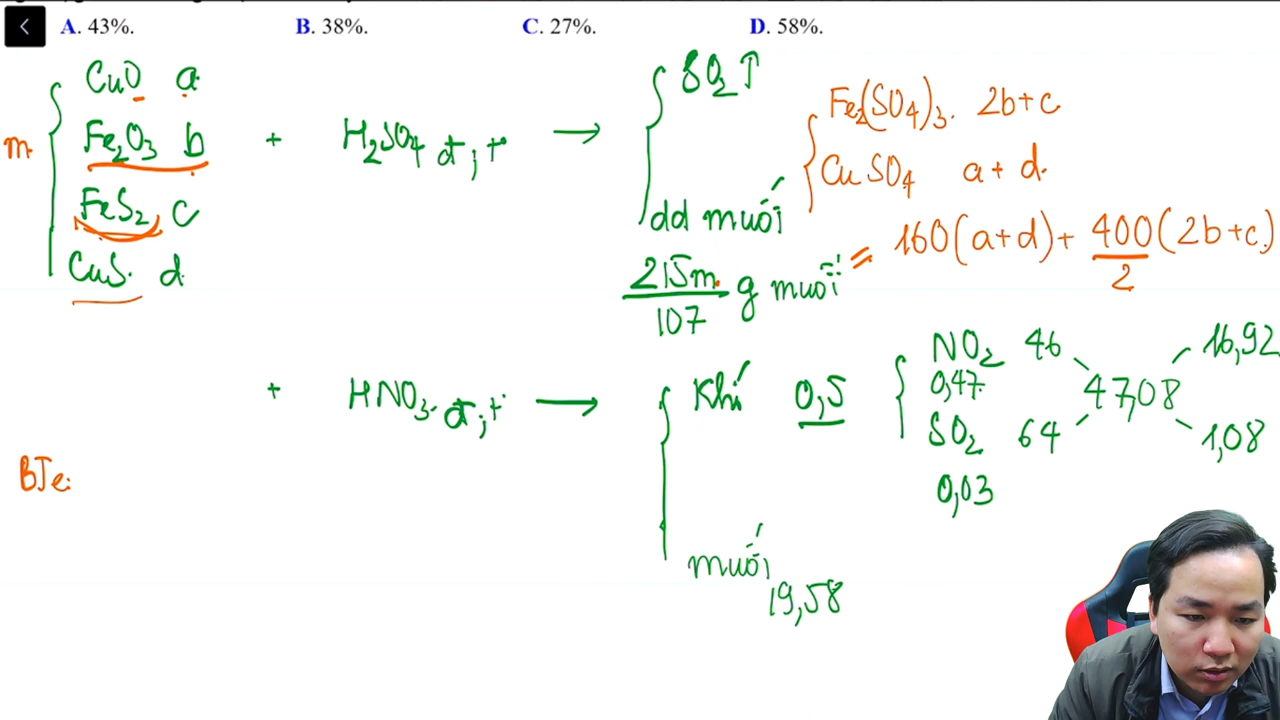 A. 43%. B. 38%. C. 27%. D. 58%.
m
CuO a
Fe2O3 b
FeS2 c
CuS d
+ H2SO4 đ, t →
SO2 ↑
dd muối
Fe2(SO4)3 2b+c
CuSO4 a+d
215m/107 g muối = 160(a+d) + 400/2 (2b+c)
+ HNO3 đ, t →
Khí 0,5
NO2 46
0,47
SO2 64
0,03
47,08
16,92
1,08
muối
19,58
BTe: